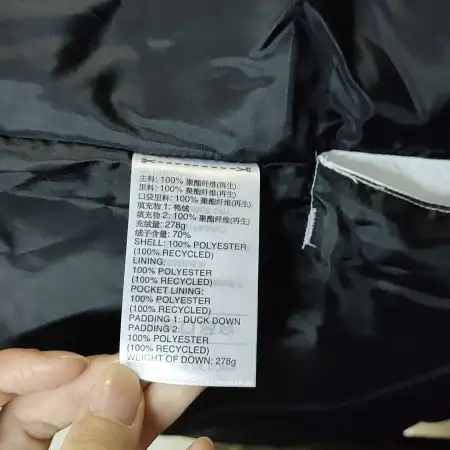 主料: 100% 聚酯纤维(再生)
里料: 100% 聚酯纤维(再生)
口袋里料: 100% 聚酯纤维(再生)
填充物 1: 鸭绒
填充物 2: 100% 聚酯纤维(再生)
充绒量: 278g
绒子含量: 70%
SHELL: 100% POLYESTER
(100% RECYCLED)
LINING:
100% POLYESTER
(100% RECYCLED)
POCKET LINING:
100% POLYESTER
(100% RECYCLED)
PADDING 1: DUCK DOWN
PADDING 2:
100% POLYESTER
(100% RECYCLED)
WEIGHT OF DOWN: 278g